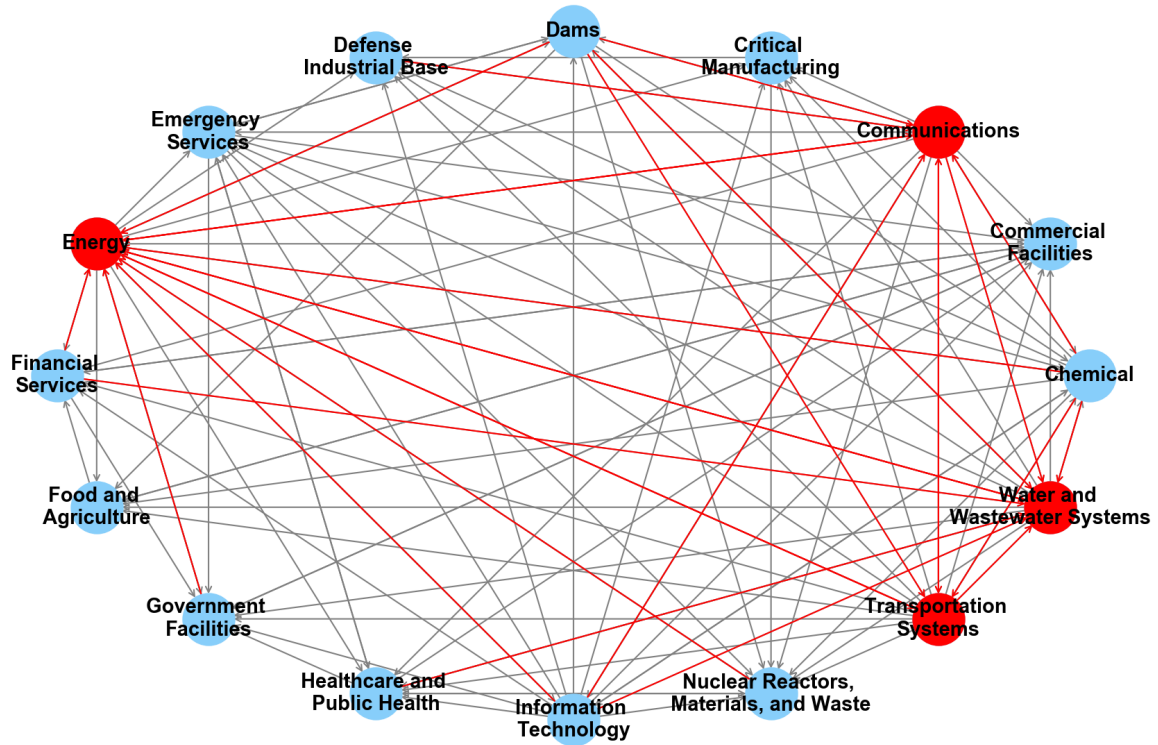 Dams
Defense
Industrial Base
Critical
Manufacturing
Emergency
Services
Communications
Energy
Commercial
Facilities
Financial
Services
Chemical
Food and
Agriculture
Water and
Wastewater Systems
Government
Facilities
Transportation
Systems
Healthcare and
Public Health
Information
Technology
Nuclear Reactors,
Materials, and Waste